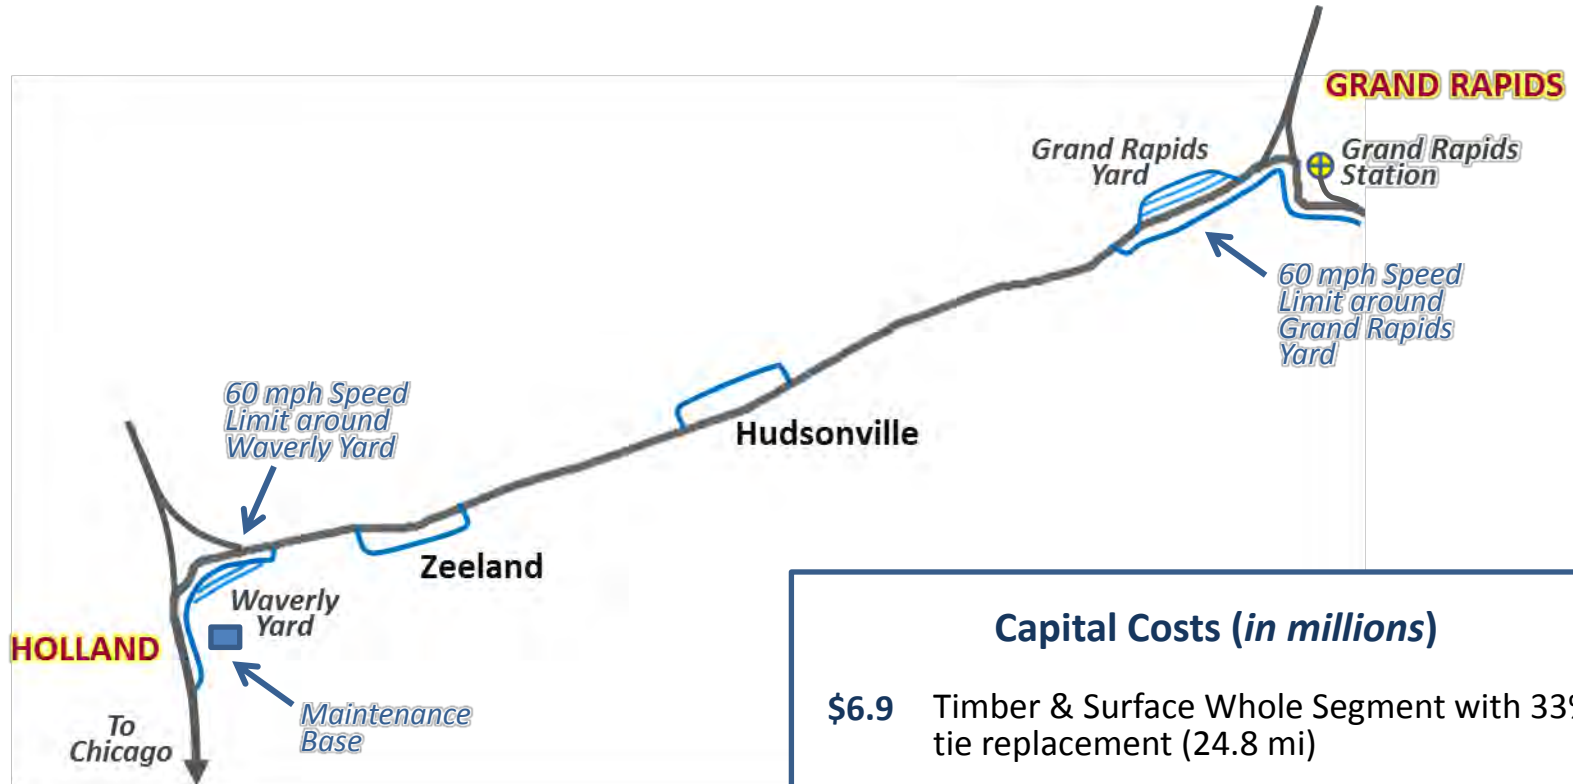 GRAND RAPIDS
Grand Rapids
Yard
Grand Rapids
Station
60 mph Speed
Limit around
Grand Rapids
Yard
60 mph Speed
Limit around
Waverly Yard
Hudsonville
Zeeland
Waverly
Yard
HOLLAND
Maintenance
Base
To
Chicago
Capital Costs (in millions)
$6.9 Timber & Surface Whole Segment with 33%
tie replacement (24.8 mi)